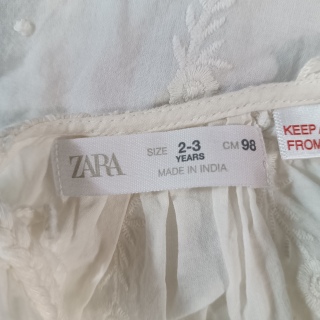 ZARA
SIZE 2-3 YEARS CM 98
MADE IN INDIA
KEEP
FROM